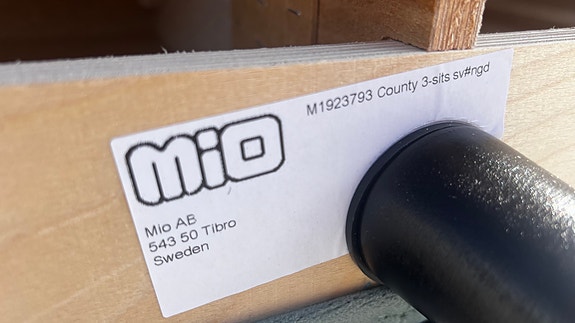 M1923793 County 3-sits sv#ngd
Mio
Mio AB
543 50 Tibro
Sweden